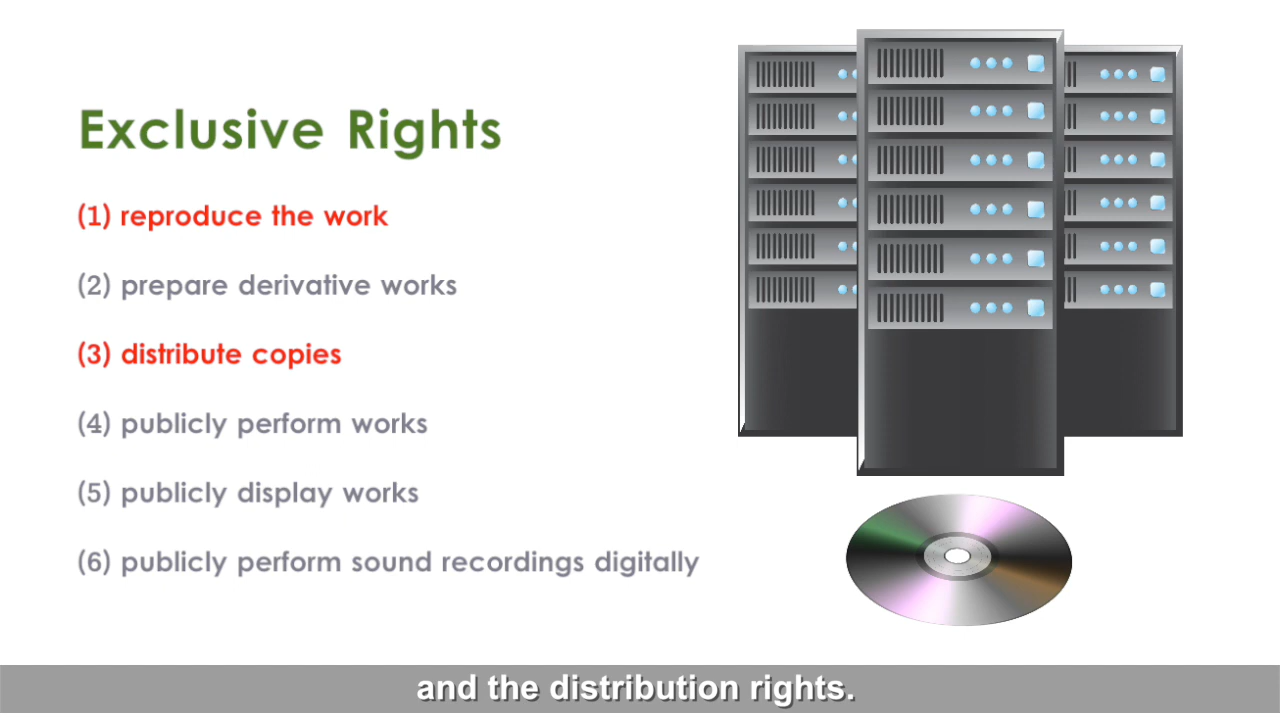 Exclusive Rights
(1) reproduce the work
(2) prepare derivative works
(3) distribute copies
(4) publicly perform works
(5) publicly display works
(6) publicly perform sound recordings digitally
and the distribution rights.